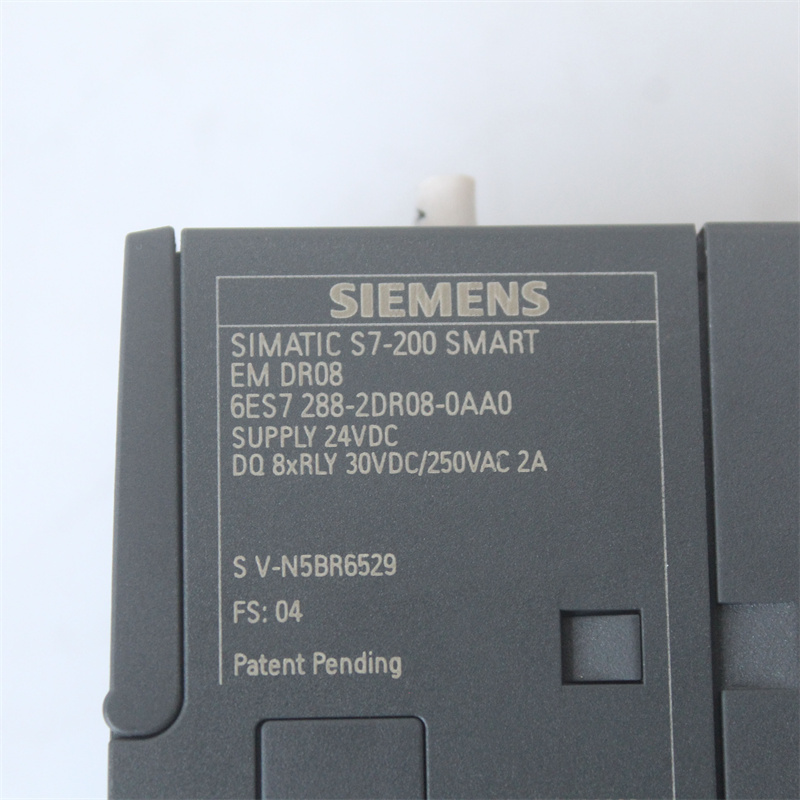 SIEMENS
SIMATIC S7-200 SMART
EM DR08
6ES7 288-2DR08-0AA0
SUPPLY 24VDC
DQ 8xRLY 30VDC/250VAC 2A
S V-N5BR6529
FS: 04
Patent Pending